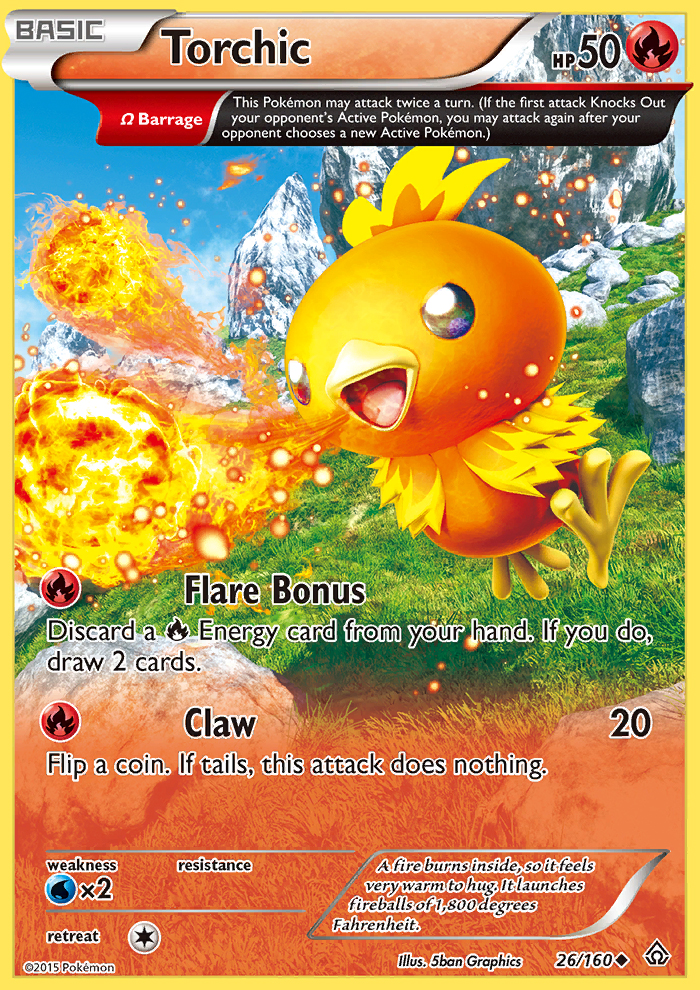 BASIC
Torchic
HP50
Ω Barrage
This Pokémon may attack twice a turn. (If the first attack Knocks Out
your opponent's Active Pokémon, you may attack again after your
opponent chooses a new Active Pokémon.)
Flare Bonus
Discard a Energy card from your hand. If you do,
draw 2 cards.
Claw 20
Flip a coin. If tails, this attack does nothing.
weakness resistance
×2
retreat
A fire burns inside, so it feels
very warm to hug. It launches
fireballs of 1,800 degrees
Fahrenheit.
©2015 Pokémon
Illus. 5ban Graphics
26/160